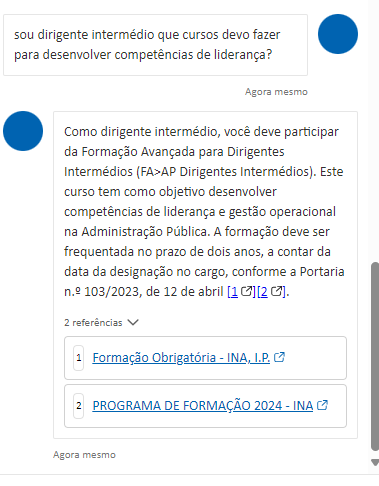 sou dirigente intermédio que cursos devo fazer
para desenvolver competências de liderança?
Agora mesmo
Como dirigente intermédio, você deve participar
da Formação Avançada para Dirigentes
Intermédios (FA>AP Dirigentes Intermédios). Este
curso tem como objetivo desenvolver
competências de liderança e gestão operacional
na Administração Pública. A formação deve ser
frequentada no prazo de dois anos, a contar da
data da designação no cargo, conforme a Portaria
n.º 103/2023, de 12 de abril [1][2].
2 referências
1 Formação Obrigatória - INA, I.P.
2 PROGRAMA DE FORMAÇÃO 2024 - INA
Agora mesmo